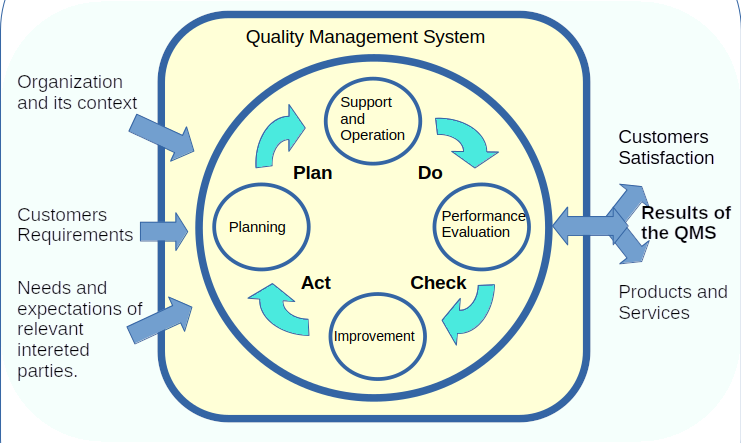 Quality Management System
Organization
and its context
Customers
Requirements
Needs and
expectations of
relevant
intereted
parties.
Support
and
Operation
Plan
Do
Planning
Performance
Evaluation
Act
Check
Improvement
Customers
Satisfaction
Results of
the QMS
Products and
Services